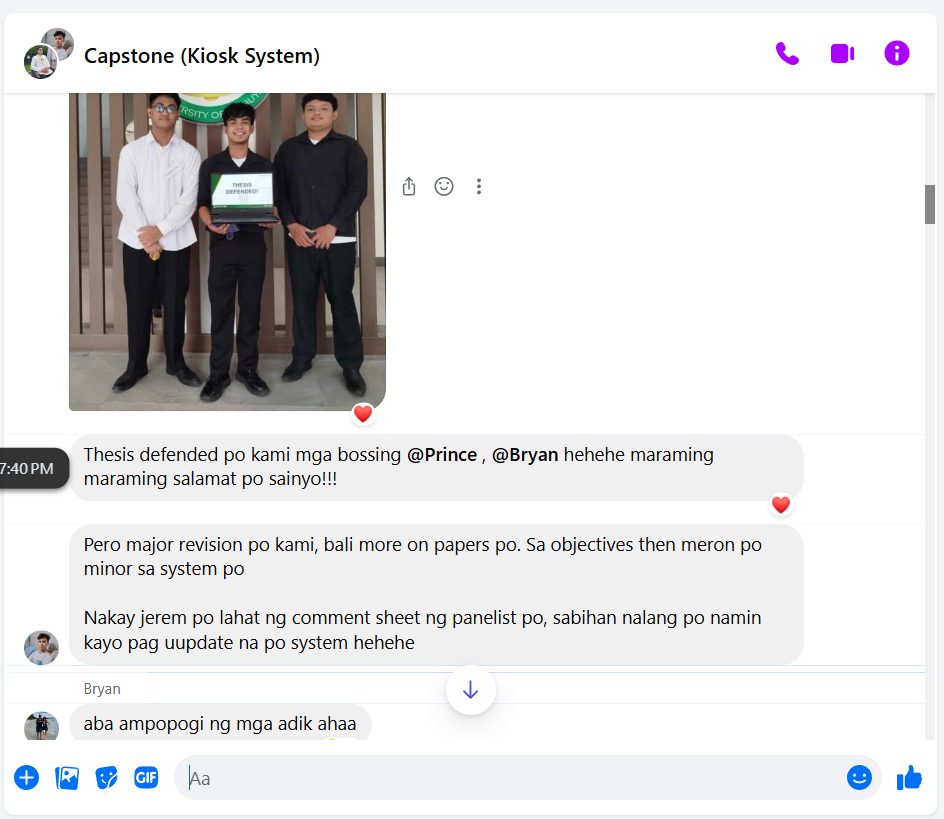 Capstone (Kiosk System)
ERSITY OF
THESIS
DEFENDED!
7:40 PM
Thesis defended po kami mga bossing @Prince , @Bryan hehehe maraming
maraming salamat po sainyo!!!
Pero major revision po kami, bali more on papers po. Sa objectives then meron po
minor sa system po
Nakay jerem po lahat ng comment sheet ng panelist po, sabihan nalang po namin
kayo pag uupdate na po system hehehe
Bryan
aba ampopogi ng mga adik ahaa
GIF
Aa